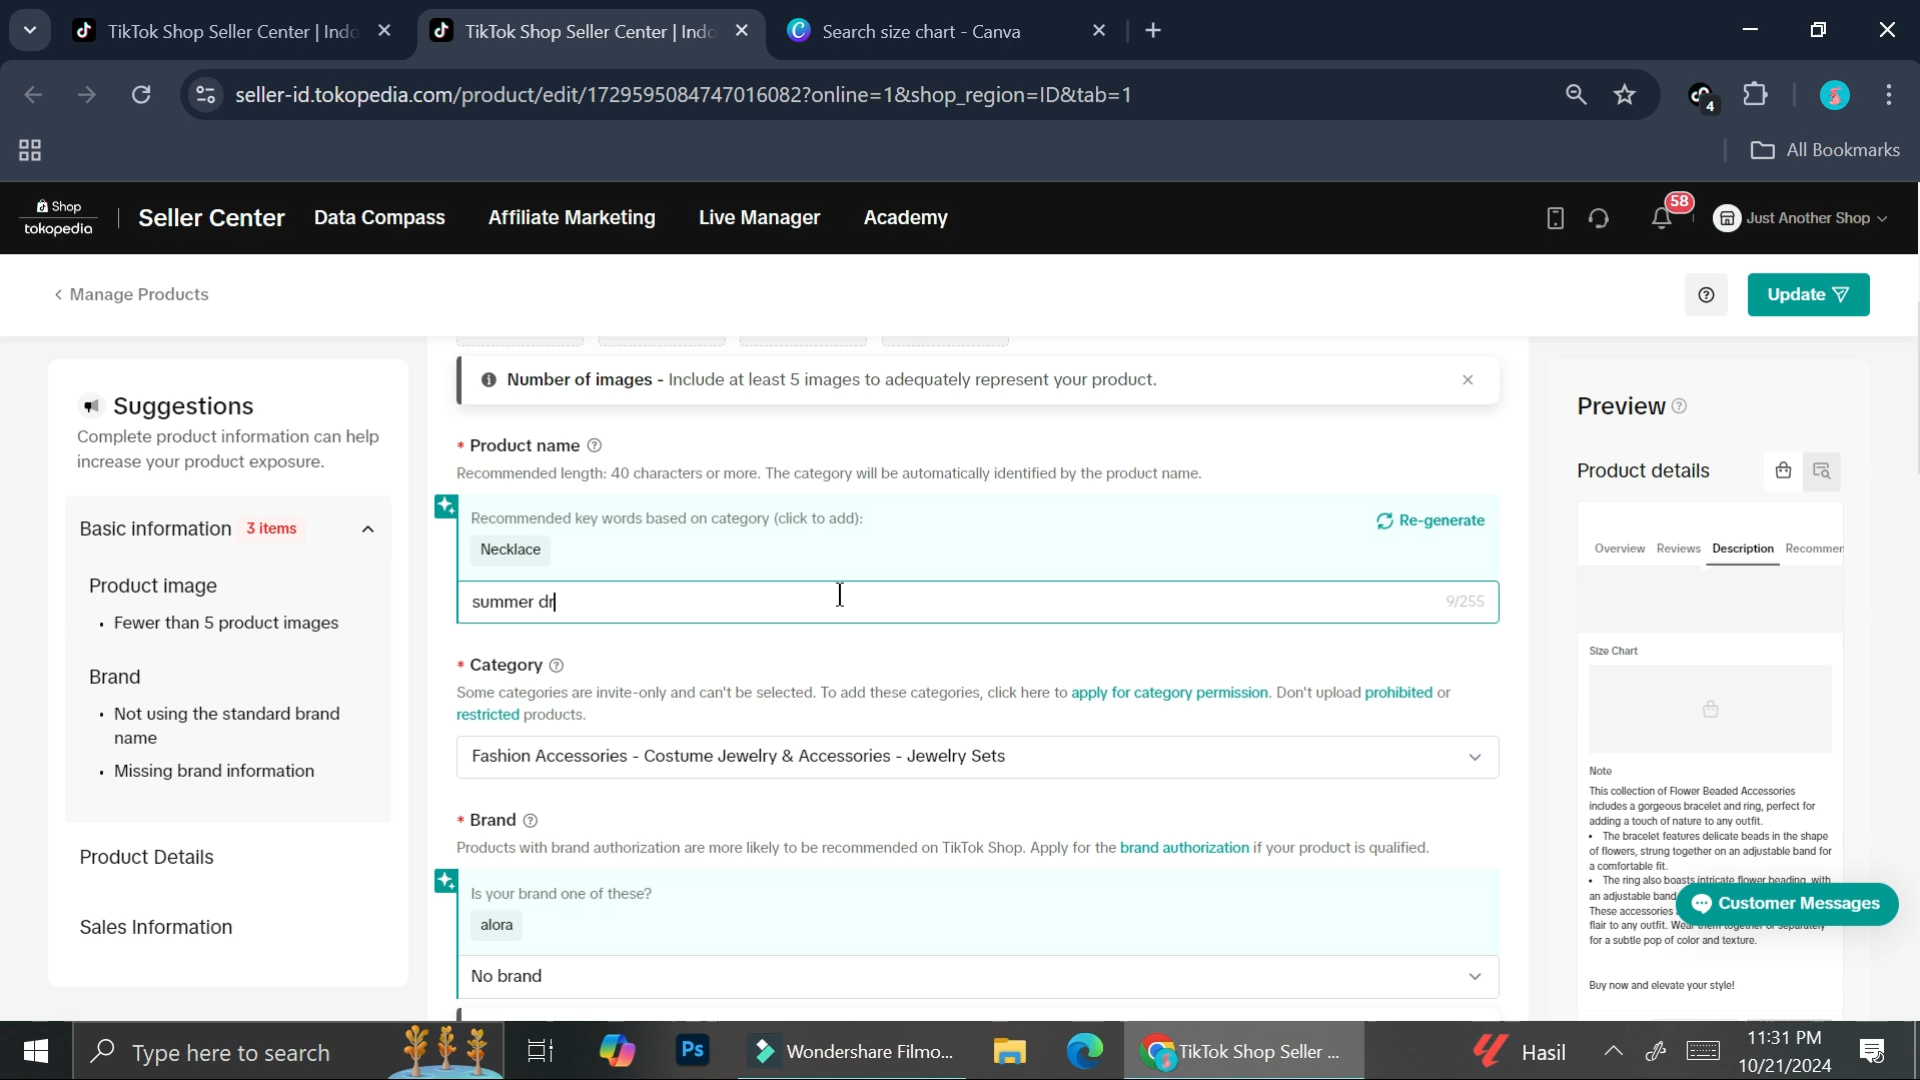 TikTok Shop Seller Center | Indo
TikTok Shop Seller Center | Indo
Search size chart - Canva
seller-id.tokopedia.com/product/edit/1729595084747016082?online=1&shop_region=ID&tab=1
4
All Bookmarks
Shop
tokopedia
Seller Center
Data Compass
Affiliate Marketing
Live Manager
Academy
58
Just Another Shop
< Manage Products
Update
Suggestions
Complete product information can help
increase your product exposure.
Basic information 3 items
Product image
• Fewer than 5 product images
Brand
• Not using the standard brand
name
• Missing brand information
Product Details
Sales Information
Number of images - Include at least 5 images to adequately represent your product.
* Product name
Recommended length: 40 characters or more. The category will be automatically identified by the product name.
Recommended key words based on category (click to add):
Re-generate
Necklace
summer dr
9/255
* Category
Some categories are invite-only and can't be selected. To add these categories, click here to apply for category permission. Don't upload prohibited or
restricted products.
Fashion Accessories - Costume Jewelry & Accessories - Jewelry Sets
* Brand
Products with brand authorization are more likely to be recommended on TikTok Shop. Apply for the brand authorization if your product is qualified.
Is your brand one of these?
alora
No brand
Preview
Product details
Overview Reviews Description Recommen
Size Chart
Note
This collection of Flower Beaded Accessories
includes a gorgeous bracelet and ring, perfect for
adding a touch of nature to any outfit.
• The bracelet features delicate beads in the shape
of flowers, strung together on an adjustable band for
a comfortable fit.
• The ring also boasts intricate flower beading, with
an adjustable band
These accessories
flair to any outfit. Wear them together or separately
for a subtle pop of color and texture.
Buy now and elevate your style!
Customer Messages
Type here to search
Ps
Wondershare Filmo...
TikTok Shop Seller ...
Hasil
11:31 PM
10/21/2024